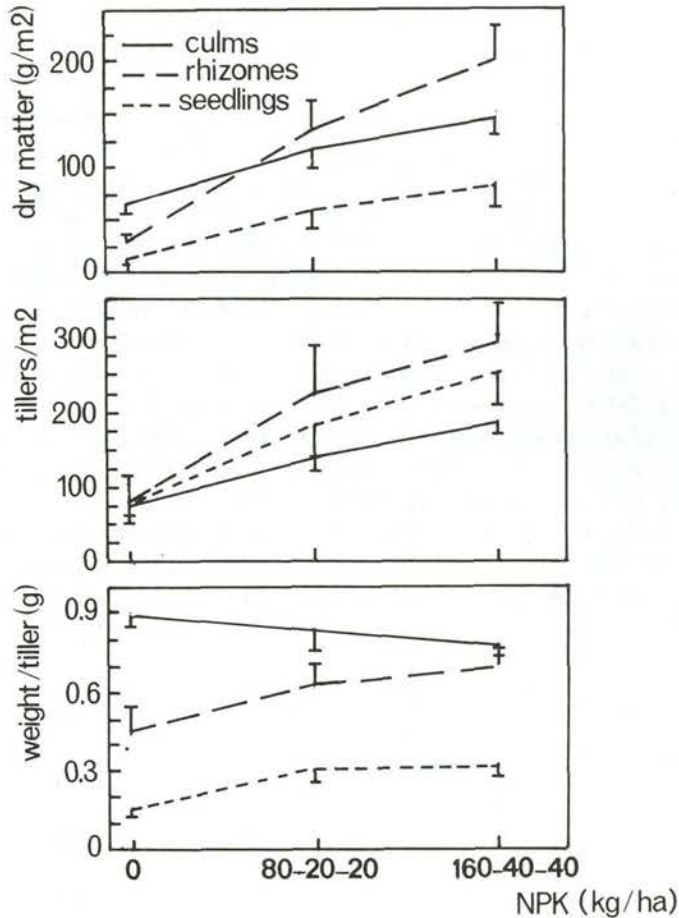 dry matter (g/m2)
200
100
0
culms
rhizomes
seedlings
tillers/m2
300
200
100
0
weight/tiller (g)
0.9
0.6
0.3
0
0 80-20-20 160-40-40
NPK (kg/ha)